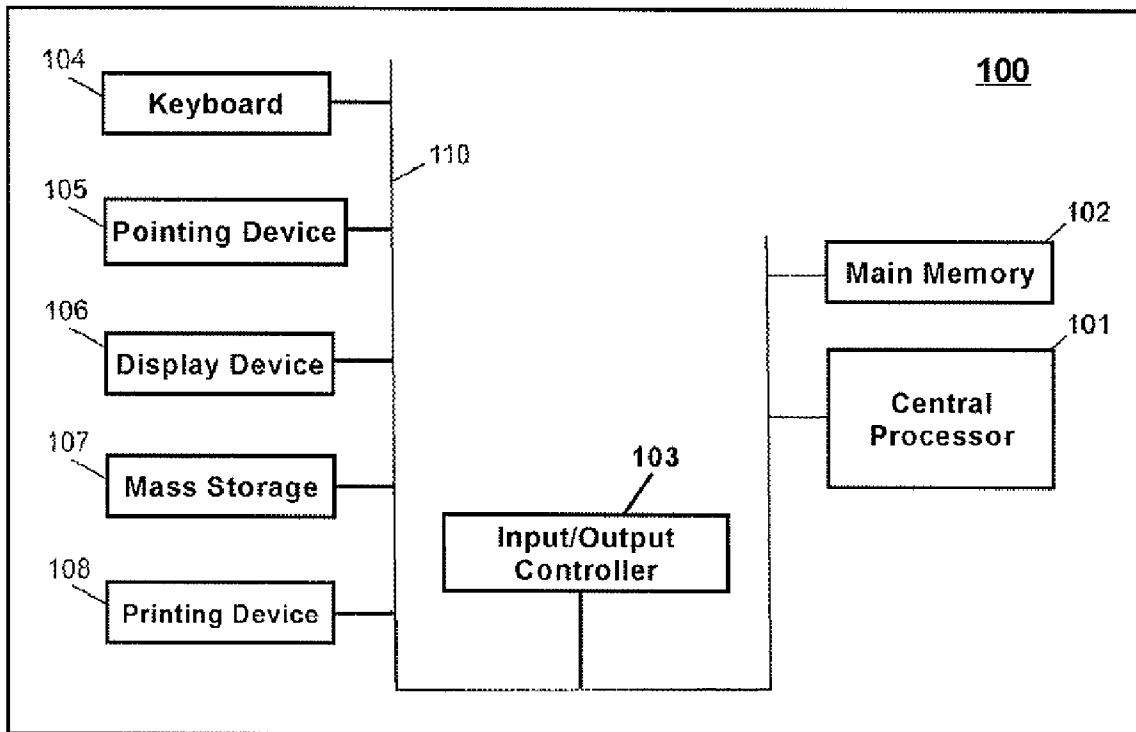 100
104
Keyboard
110
105
Pointing Device
102
Main Memory
106
Display Device
101
Central
Processor
107
Mass Storage
103
Input/Output
Controller
108
Printing Device